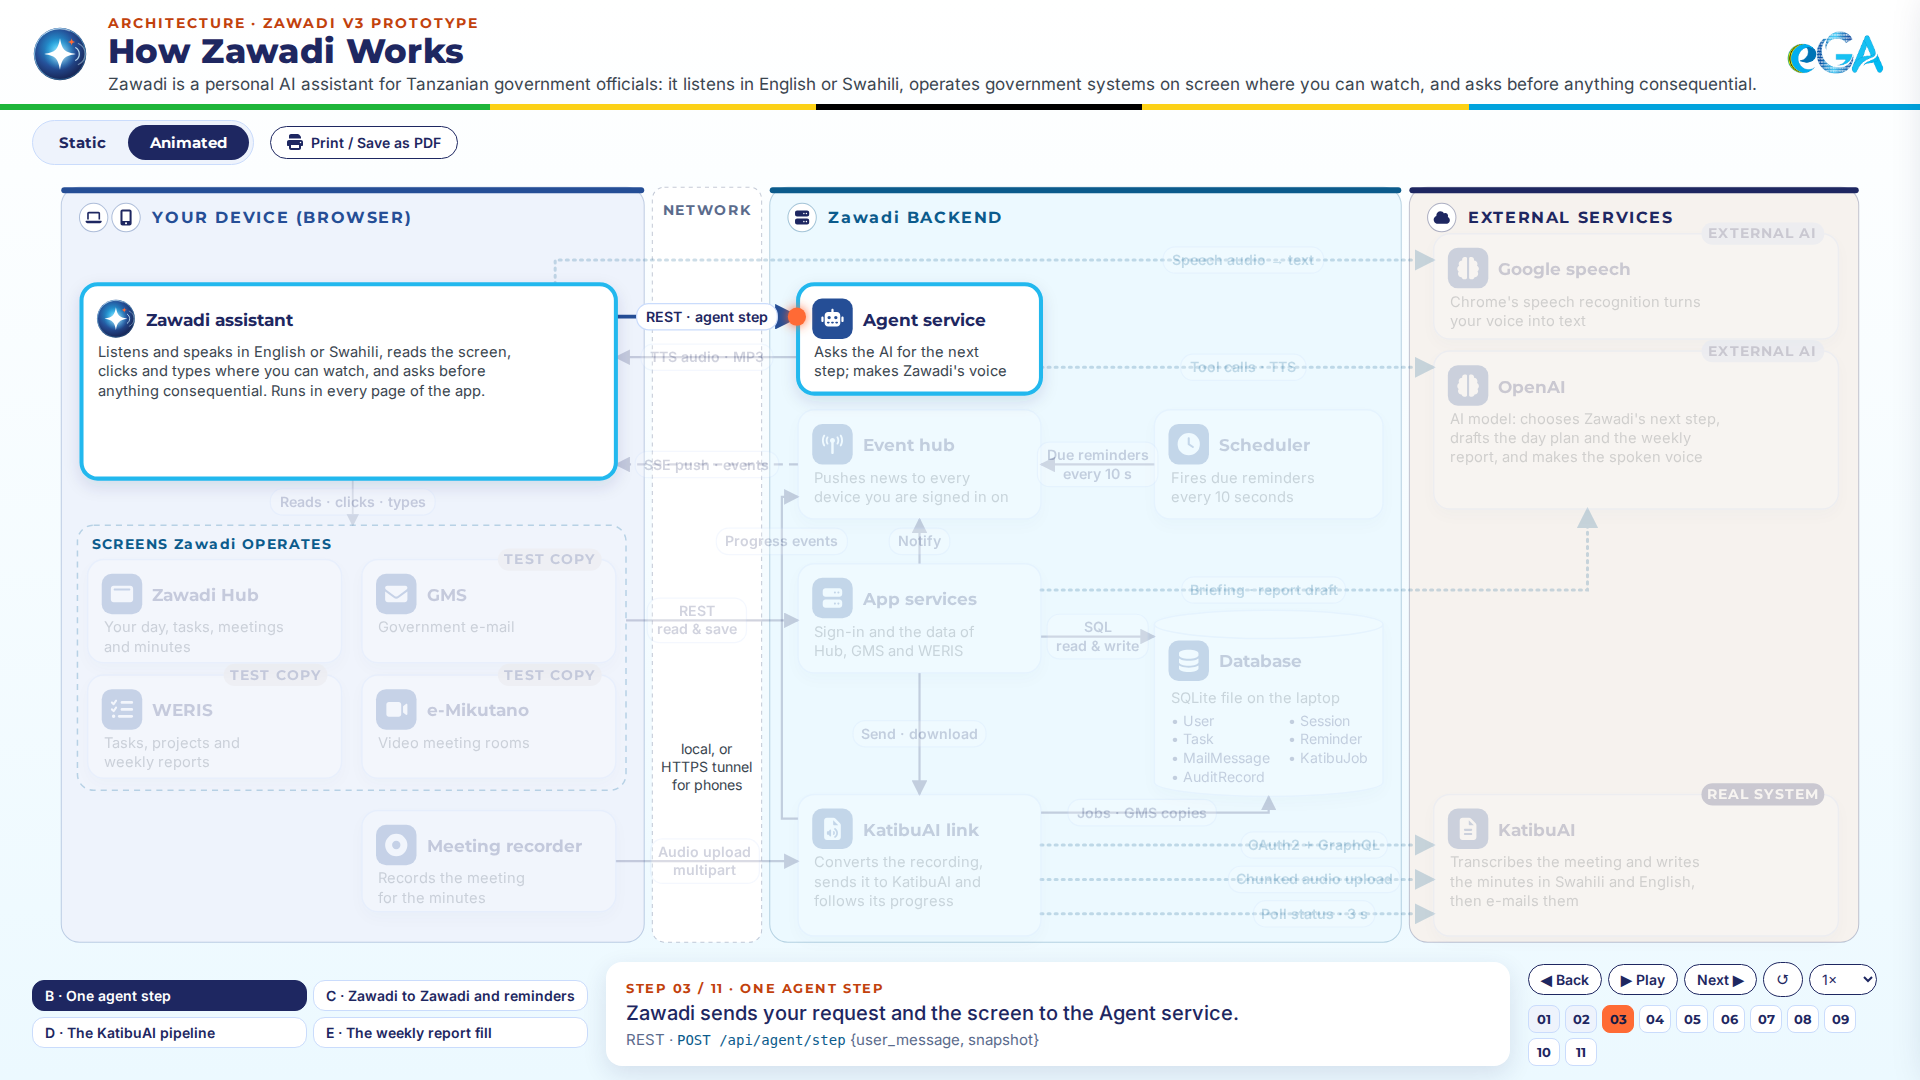 ARCHITECTURE · ZAWADI V3 PROTOTYPE
How Zawadi Works
Zawadi is a personal AI assistant for Tanzanian government officials: it listens in English or Swahili, operates government systems on screen where you can watch, and asks before anything consequential.
eGA
Static
Animated
Print / Save as PDF
YOUR DEVICE (BROWSER)
NETWORK
Zawadi BACKEND
EXTERNAL SERVICES
EXTERNAL AI
Speech audio → text
Google speech
Chrome's speech recognition turns
your voice into text
Zawadi assistant
Listens and speaks in English or Swahili, reads the screen,
clicks and types where you can watch, and asks before
anything consequential. Runs in every page of the app.
REST · agent step
TTS audio · MP3
SSE push · events
Agent service
Asks the AI for the next
step; makes Zawadi's voice
Tool calls · TTS
EXTERNAL AI
OpenAI
AI model: chooses Zawadi's next step,
drafts the day plan and the weekly
report, and makes the spoken voice
Event hub
Pushes news to every
device you are signed in on
Due reminders
every 10 s
Scheduler
Fires due reminders
every 10 seconds
Reads · clicks · types
Progress events
Notify
SCREENS Zawadi OPERATES
Zawadi Hub
Your day, tasks, meetings
and minutes
TEST COPY
GMS
Government e-mail
TEST COPY
WERIS
Tasks, projects and
weekly reports
TEST COPY
e-Mikutano
Video meeting rooms
REST
read & save
App services
Sign-in and the data of
Hub, GMS and WERIS
Briefing · report draft
SQL
read & write
Database
SQLite file on the laptop
• User
• Task
• MailMessage
• AuditRecord
• Session
• Reminder
• KatibuJob
local, or
HTTPS tunnel
for phones
Send · download
Meeting recorder
Records the meeting
for the minutes
Audio upload
multipart
KatibuAI link
Converts the recording,
sends it to KatibuAI and
follows its progress
Jobs · GMS copies
OAuth2 + GraphQL
Chunked audio upload
Poll status · 3 s
REAL SYSTEM
KatibuAI
Transcribes the meeting and writes
the minutes in Swahili and English,
then e-mails them
B · One agent step
C · Zawadi to Zawadi and reminders
D · The KatibuAI pipeline
E · The weekly report fill
STEP 03 / 11 · ONE AGENT STEP
Zawadi sends your request and the screen to the Agent service.
REST · POST /api/agent/step {user_message, snapshot}
◀ Back
▶ Play
Next ▶
↺
1×
01 02 03 04 05 06 07 08 09
10 11